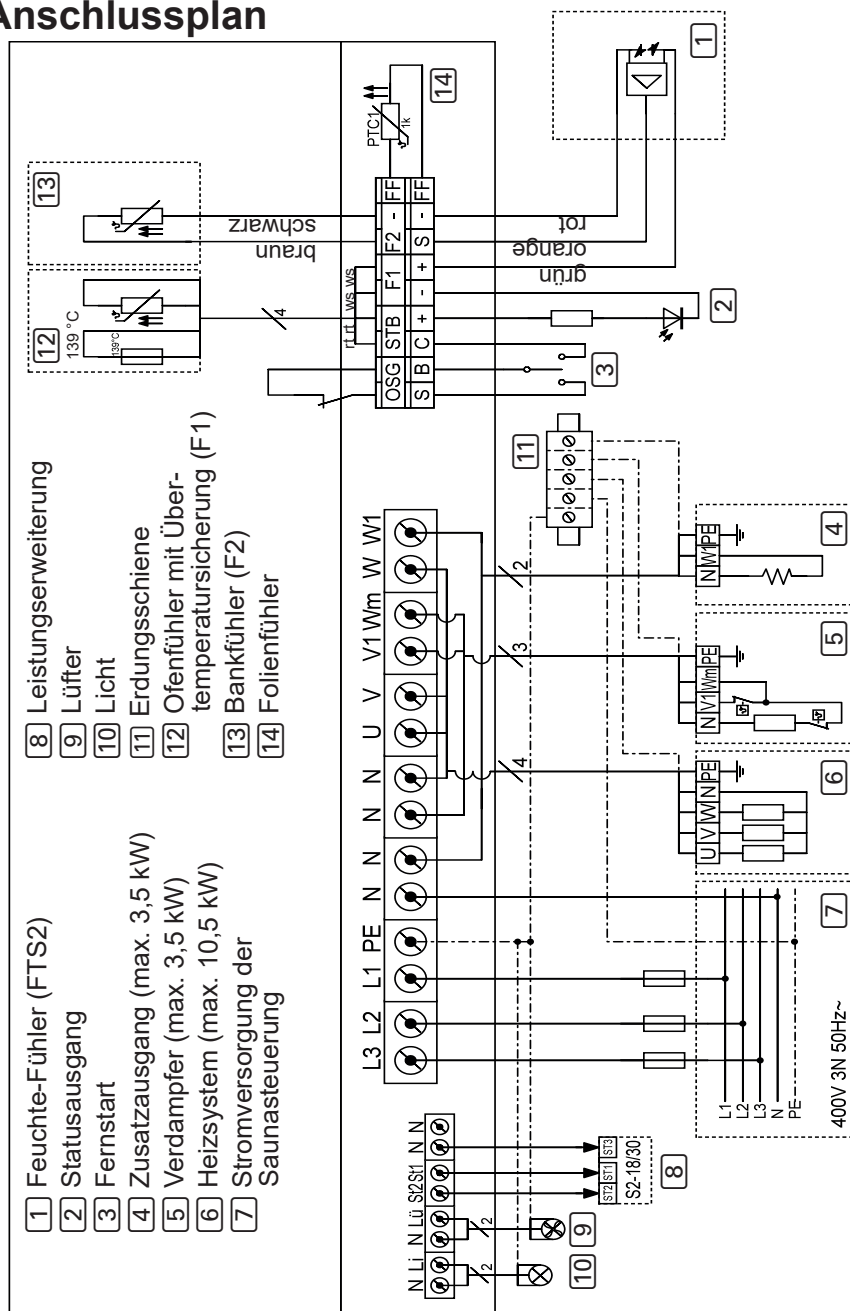 Anschlussplan
1 Feuchte-Fühler (FTS2)
2 Statusausgang
3 Fernstart
4 Zusatzausgang (max. 3,5 kW)
5 Verdampfer (max. 3,5 kW)
6 Heizsystem (max. 10,5 kW)
7 Stromversorgung der
Saunasteuerung
8 Leistungserweiterung
9 Lüfter
10 Licht
11 Erdungsschiene
12 Ofenfühler mit Über-
temperatursicherung (F1)
13 Bankfühler (F2)
14 Folienfühler
12
139 °C
139°C
13
4
braun
schwarz
rt rt ws ws
PTC1
1k
14
OSG STB F1 F2 - FF
S B C + - + S - FF
grün
orange
rot
1
2
3
N Li N Lü St2 St1 N N
L3 L2 L1 PE N N N N U V V1 Wm W W1
2
2
4
3
2
11
10
9
ST2 ST1 ST3
S2-18/30
8
L1
L2
L3
N
PE
400V 3N 50Hz~
7
U V W N PE
6
N V1 Wm PE
5
N W1 PE
4